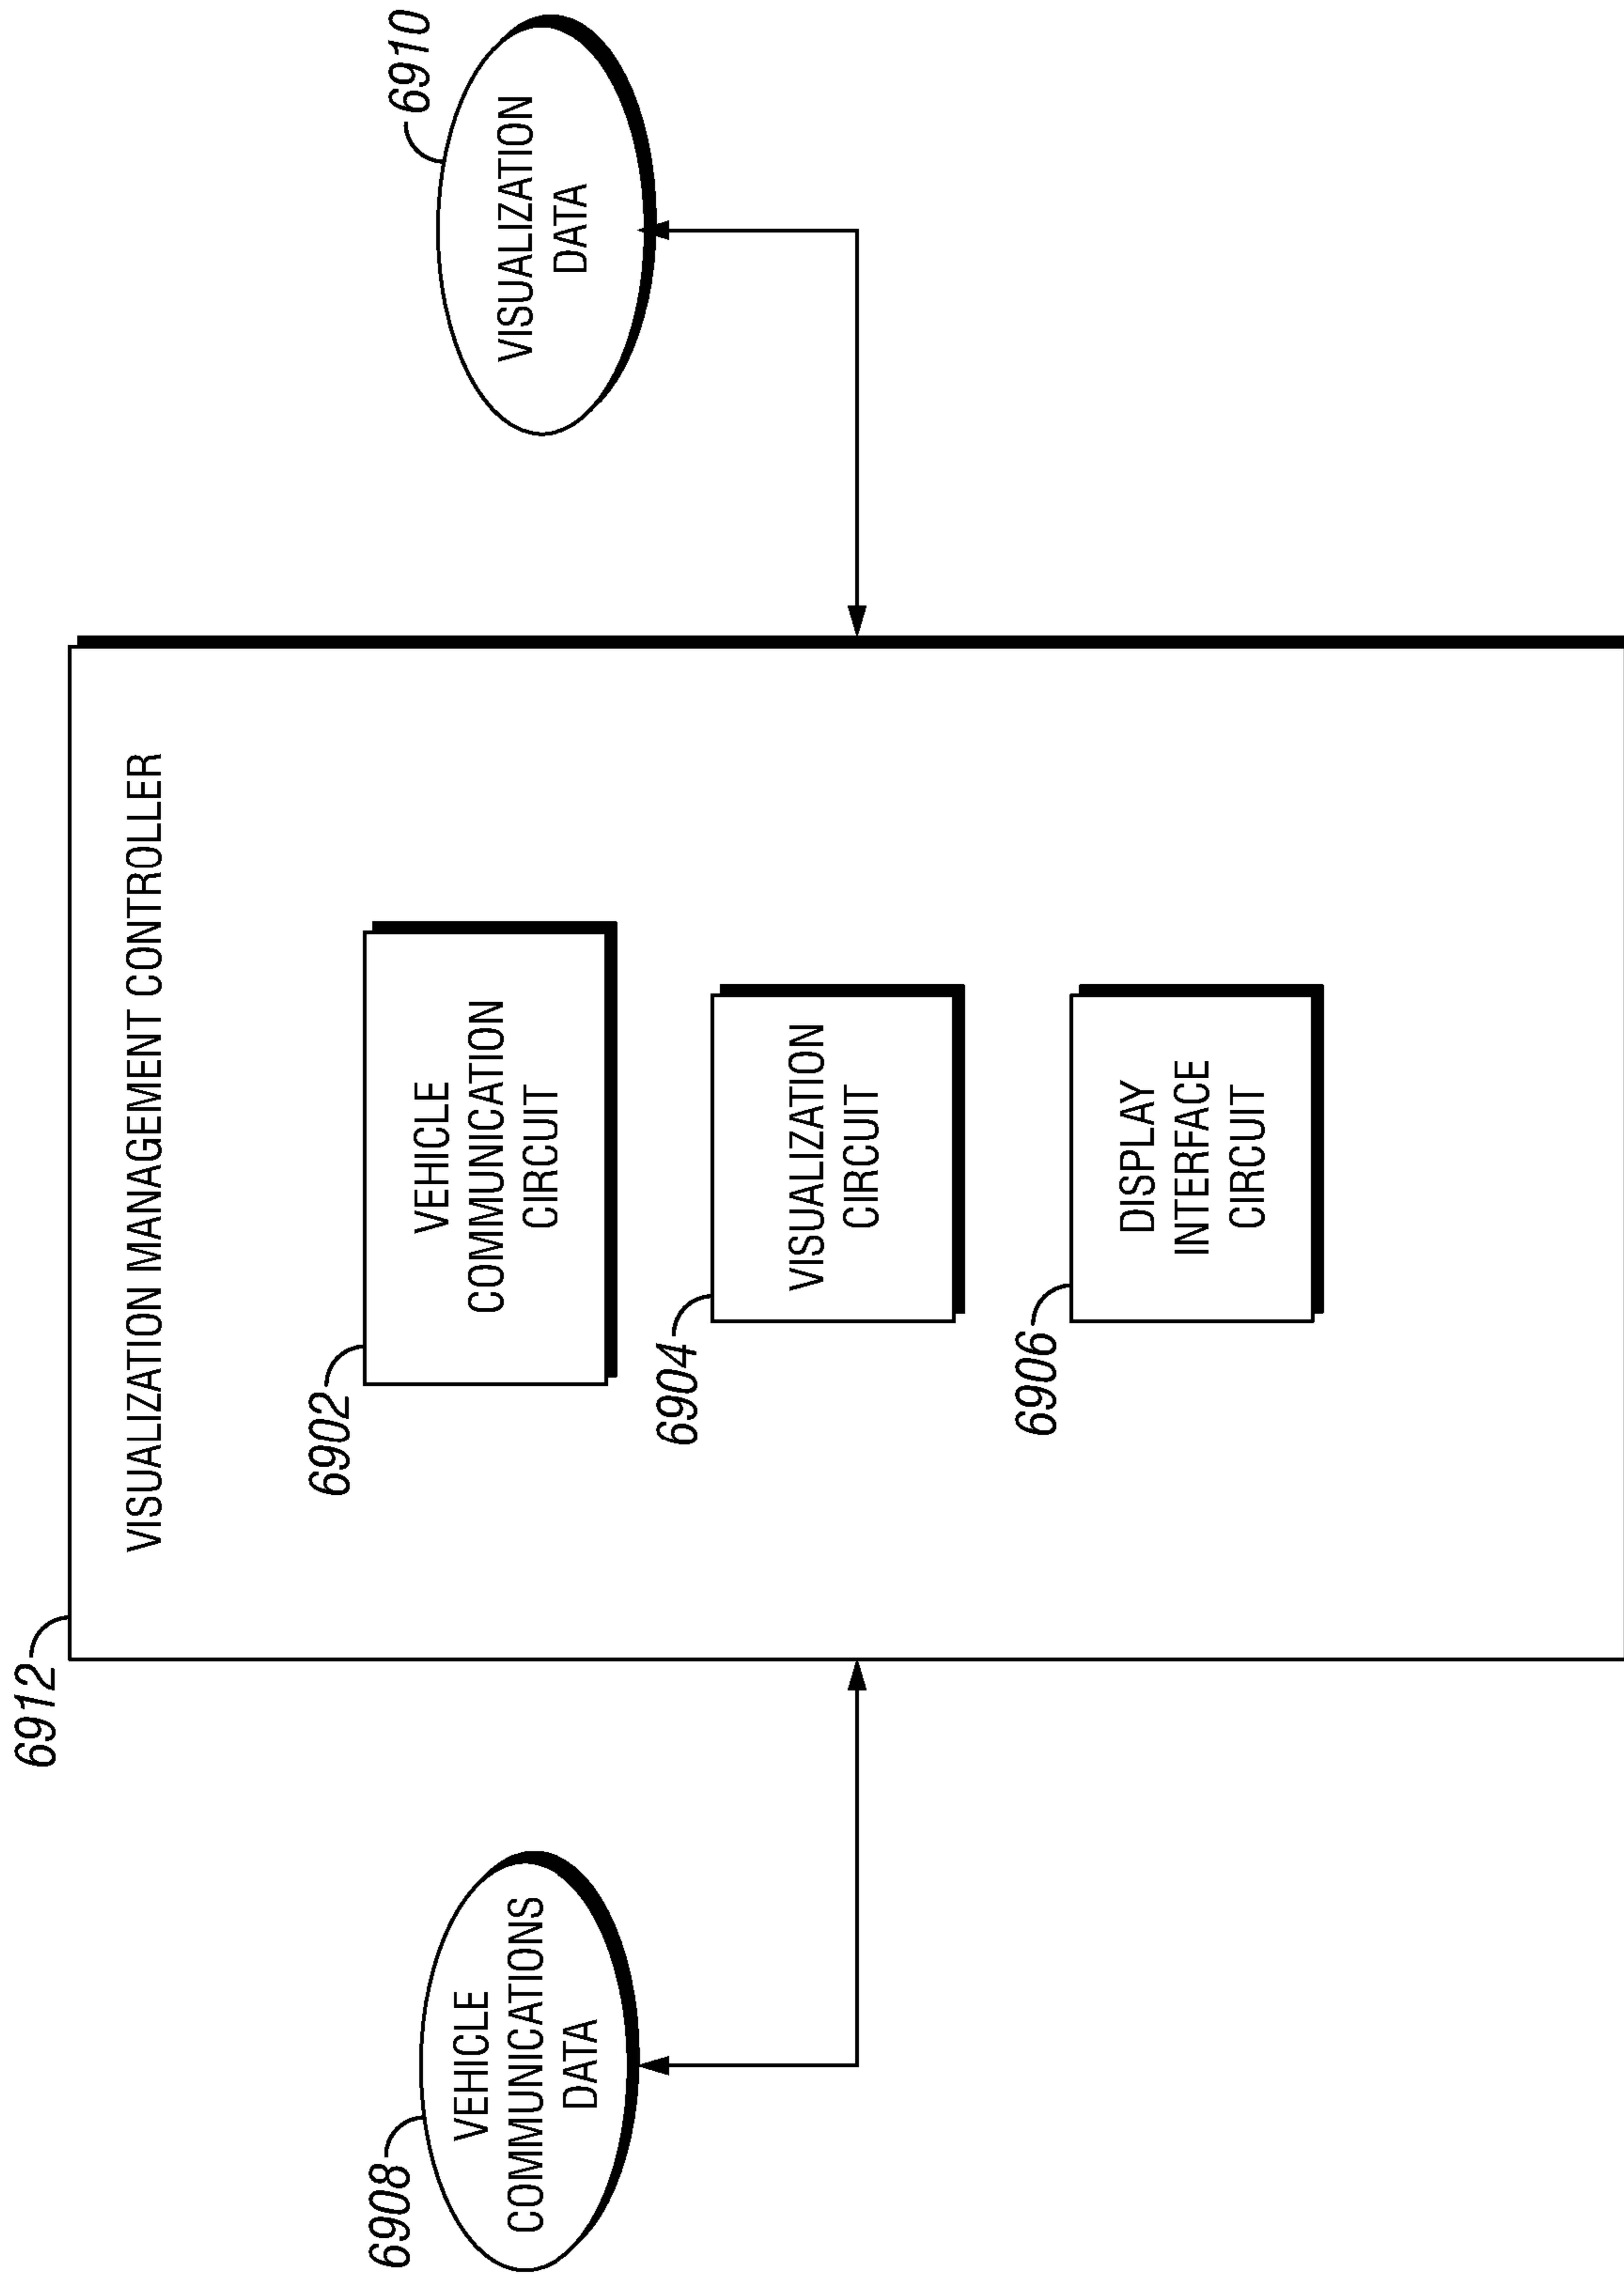 6912
VISUALIZATION MANAGEMENT CONTROLLER
6908
VEHICLE
COMMUNICATIONS
DATA
6902
VEHICLE
COMMUNICATION
CIRCUIT
6904
VISUALIZATION
CIRCUIT
6906
DISPLAY
INTERFACE
CIRCUIT
6910
VISUALIZATION
DATA